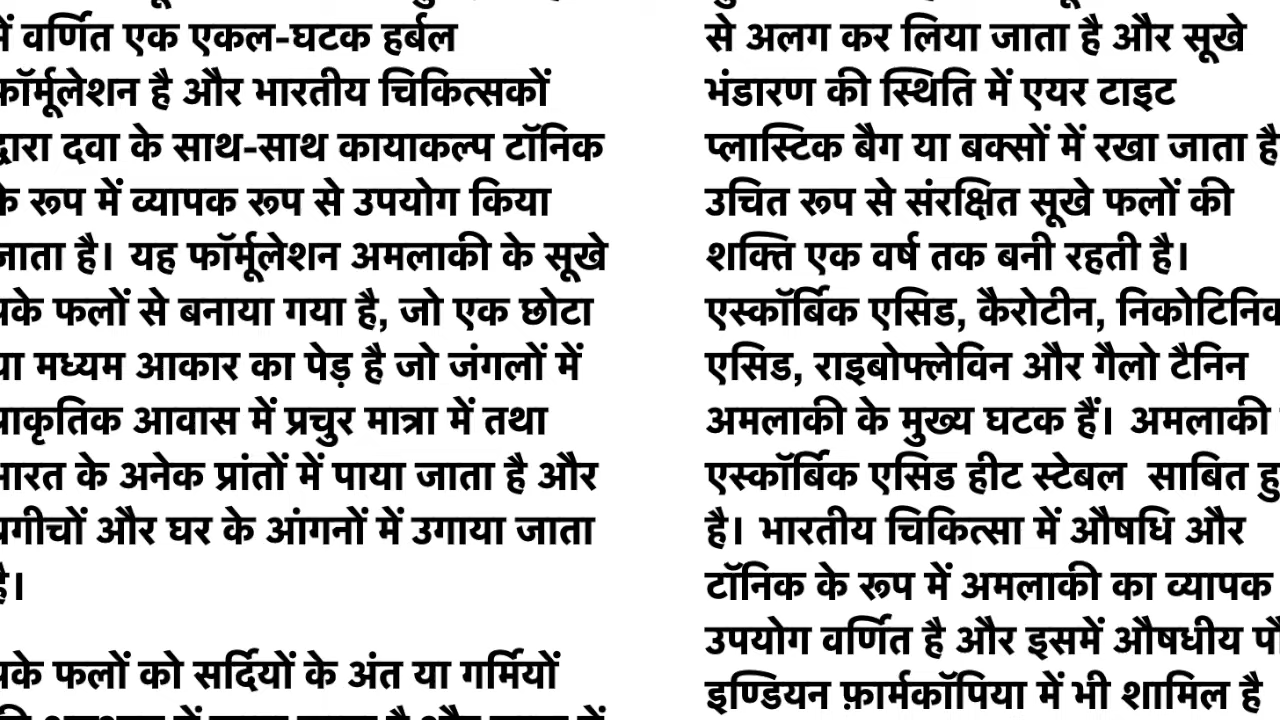 में वर्णित एक एकल-घटक हर्बल
फॉर्मूलेशन है और भारतीय चिकित्सकों
द्वारा दवा के साथ-साथ कायाकल्प टॉनिक
के रूप में व्यापक रूप से उपयोग किया
जाता है। यह फॉर्मूलेशन अमलाकी के सूखे
पके फलों से बनाया गया है, जो एक छोटा
या मध्यम आकार का पेड़ है जो जंगलों में
प्राकृतिक आवास में प्रचुर मात्रा में तथा
भारत के अनेक प्रांतों में पाया जाता है और
बगीचों और घर के आंगनों में उगाया जाता
है।
पके फलों को सर्दियों के अंत या गर्मियों
से अलग कर लिया जाता है और सूखे
भंडारण की स्थिति में एयर टाइट
प्लास्टिक बैग या बक्सों में रखा जाता है
उचित रूप से संरक्षित सूखे फलों की
शक्ति एक वर्ष तक बनी रहती है।
एस्कॉर्बिक एसिड, कैरोटीन, निकोटिनिक
एसिड, राइबोफ्लेविन और गैलो टैनिन
अमलाकी के मुख्य घटक हैं। अमलाकी
एस्कॉर्बिक एसिड हीट स्टेबल साबित
है। भारतीय चिकित्सा में औषधि और
टॉनिक के रूप में अमलाकी का व्यापक
उपयोग वर्णित है और इसमें औषधीय
इण्डियन फ़ार्मकॉपिया में भी शामिल है